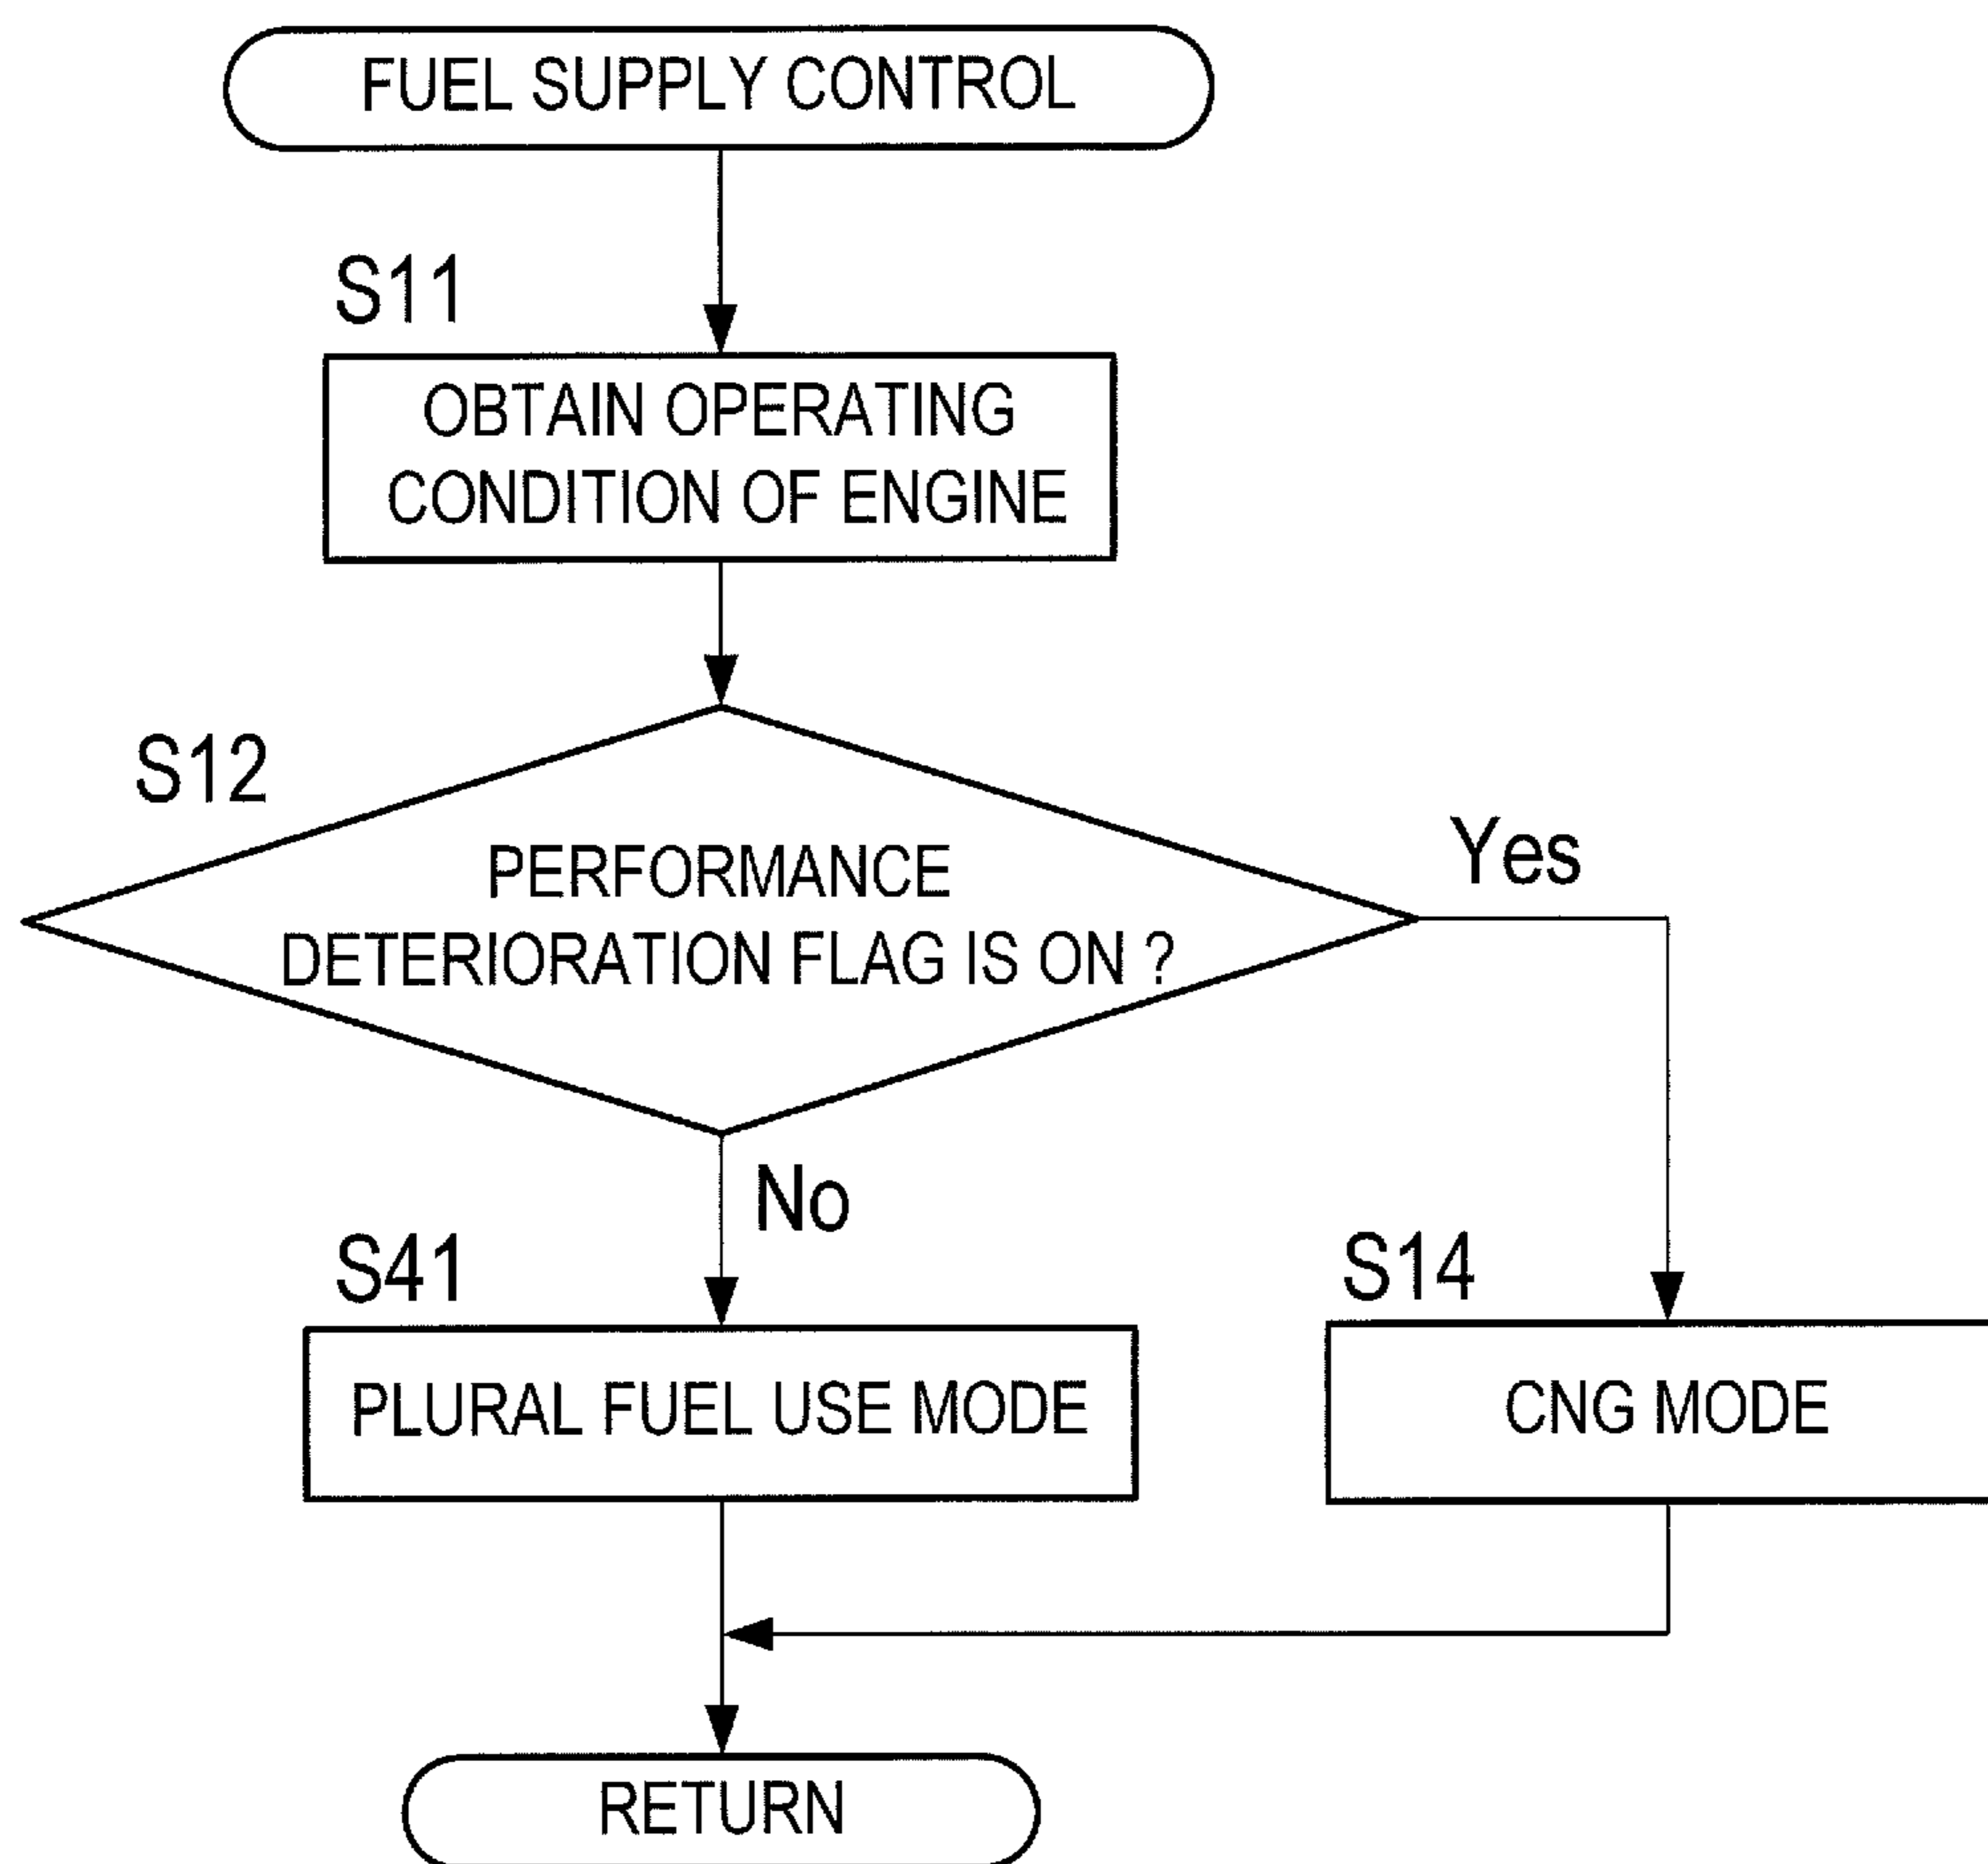 FUEL SUPPLY CONTROL
S11
OBTAIN OPERATING
CONDITION OF ENGINE
S12
PERFORMANCE
DETERIORATION FLAG IS ON ?
Yes
No
S41
PLURAL FUEL USE MODE
S14
CNG MODE
RETURN